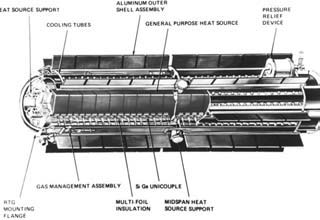 ALUMINUM OUTER
SHELL ASSEMBLY
HEAT SOURCE SUPPORT
PRESSURE
RELIEF
DEVICE
COOLING TUBES
GENERAL PURPOSE HEAT SOURCE
GAS MANAGEMENT ASSEMBLY
Si Ge UNICOUPLE
RTG
MOUNTING
FLANGE
MULTI-FOIL
INSULATION
MIDSPAN HEAT
SOURCE SUPPORT